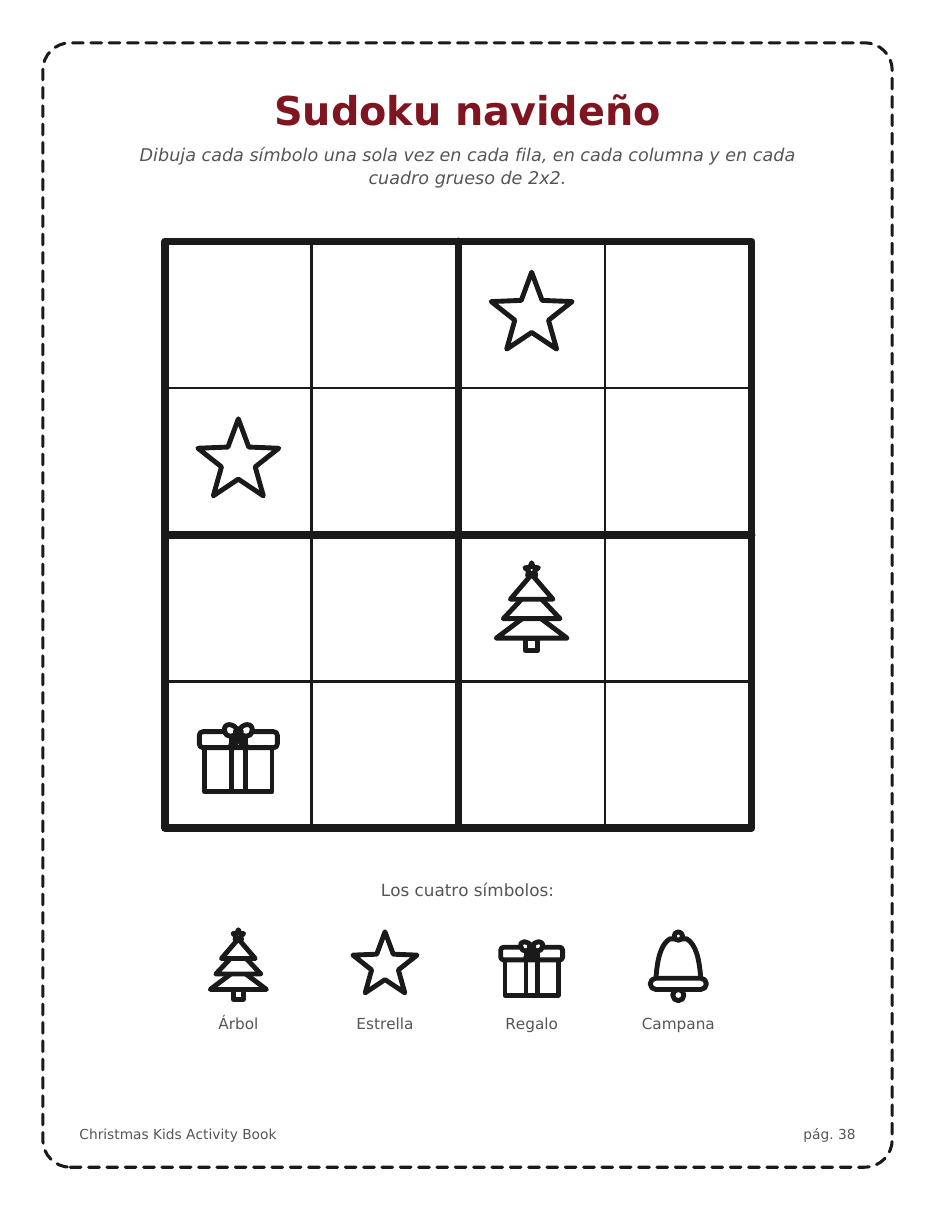 Sudoku navideño
Dibuja cada símbolo una sola vez en cada fila, en cada columna y en cada
cuadro grueso de 2x2.
Los cuatro símbolos:
Árbol Estrella Regalo Campana
Christmas Kids Activity Book pág. 38